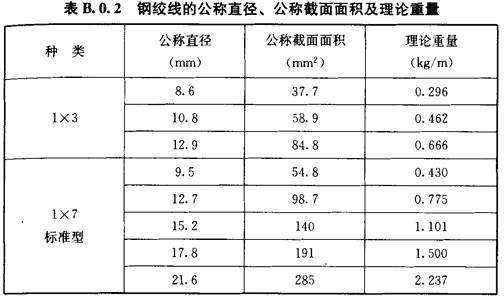 表 B.0.2 钢绞线的公称直径、公称截面面积及理论重量
种 类 公称直径 (mm) 公称截面面积 (mm²) 理论重量 (kg/m)
1×3 8.6 37.7 0.296
10.8 58.9 0.462
12.9 84.8 0.666
1×7 标准型 9.5 54.8 0.430
12.7 98.7 0.775
15.2 140 1.101
17.8 191 1.500
21.6 285 2.237